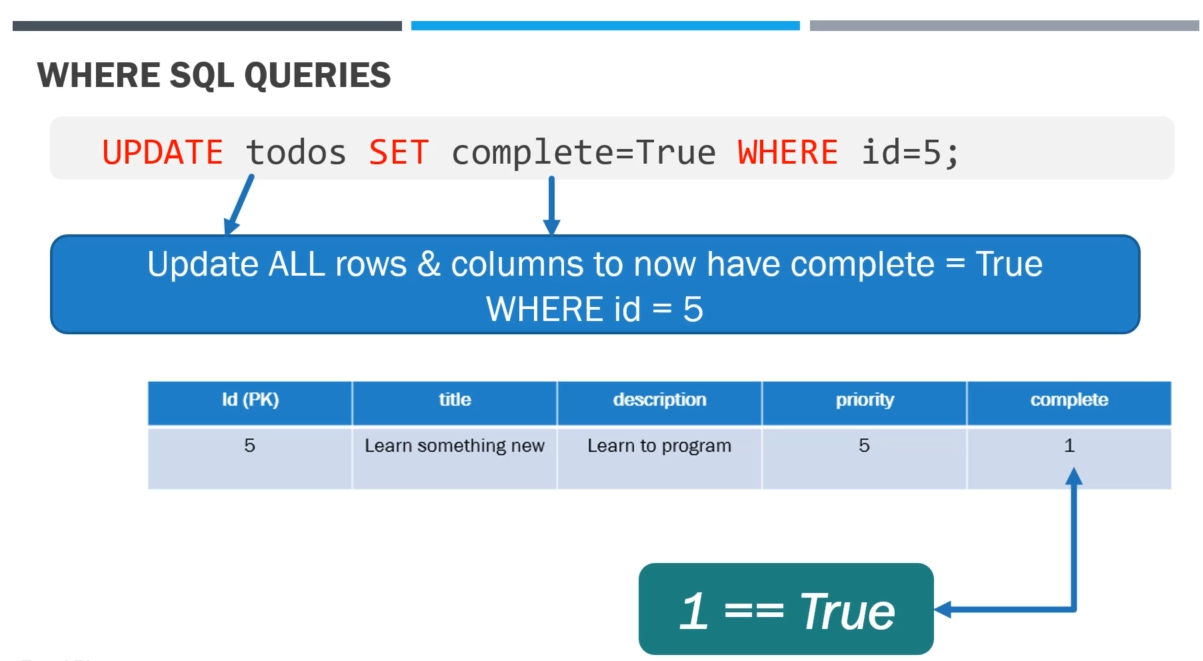 WHERE SQL QUERIES
UPDATE todos SET complete=True WHERE id=5;
Update ALL rows & columns to now have complete = True
WHERE id = 5
Id (PK) title description priority complete
5 Learn something new Learn to program 5 1
1 == True